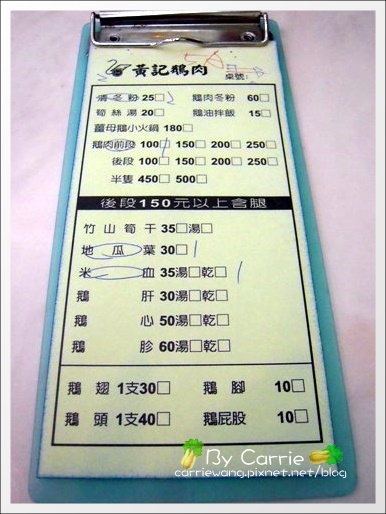 黃記鵝肉 桌號:
清冬粉 25□ 2 鵝肉冬粉 60□
筍絲湯 20□ 鵝油拌飯 15□
薑母鵝小火鍋 180□
鵝肉前段 100□ 150□ 200□ 250□
後段 100□ 150□ 200□ 250□
半隻 450□ 500□
後段150元以上含腿
竹山筍干 35□湯□
地瓜葉 30□ 1
米血 35湯□乾□ 1
鵝肝 30湯□乾□
鵝心 50湯□乾□
鵝胗 60湯□乾□
鵝翅 1支30□ 鵝腳 10□
鵝頭 1支40□ 鵝屁股 10□
By Carrie
carriewang.pixnet.net/blog